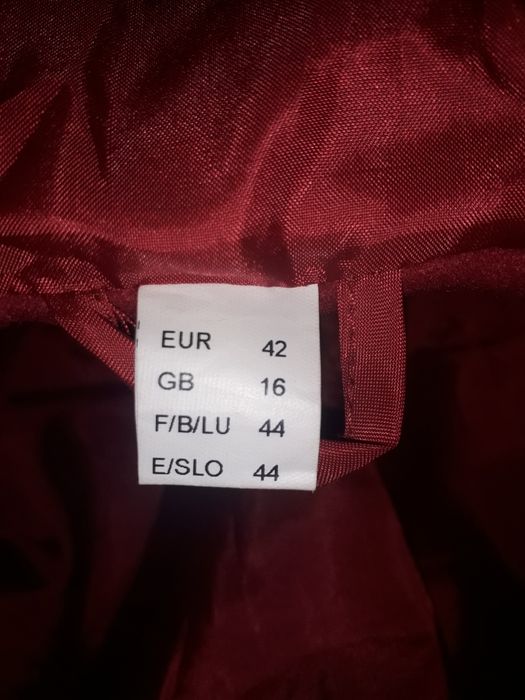 EUR 42
GB 16
F/B/LU 44
E/SLO 44